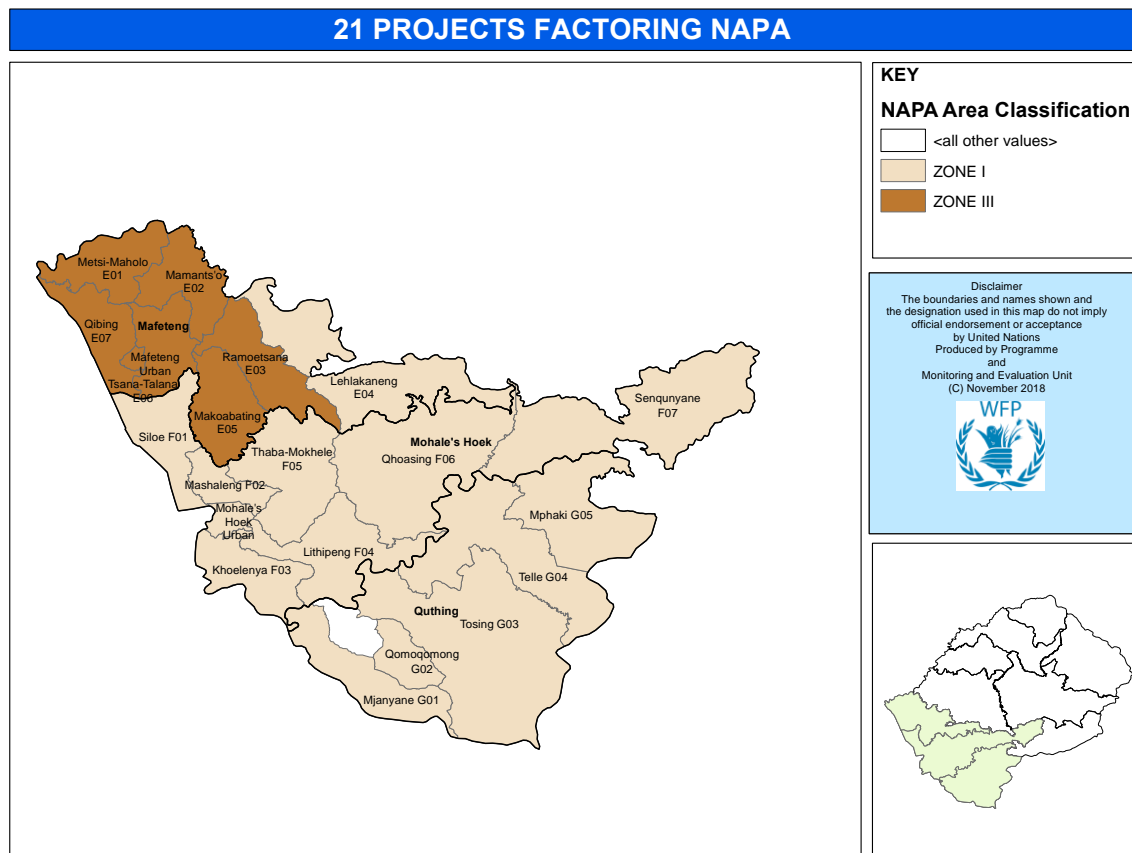 21 PROJECTS FACTORING NAPA
KEY
NAPA Area Classification
<all other values>
ZONE I
ZONE III
Metsi-Maholo
E01
Mamants'o
E02
Qibing
E07
Mafeteng
Mafeteng
Urban
Tsana-Talana
E06
Ramoetsana
E03
Lehlakaneng
E04
Makoabating
E05
Senqunyane
F07
Siloe F01
Thaba-Mokhele
F05
Mohale's Hoek
Qhoasing F06
Mashaleng F02
Mohale's
Hoek
Urban
Mphaki G05
Lithipeng F04
Khoelenya F03
Telle G04
Quthing
Tosing G03
Qomoqomong
G02
Mjanyane G01
Disclaimer
The boundaries and names shown and
the designation used in this map do not imply
official endorsement or acceptance
by United Nations
Produced by Programme
and
Monitoring and Evaluation Unit
(C) November 2018
WFP